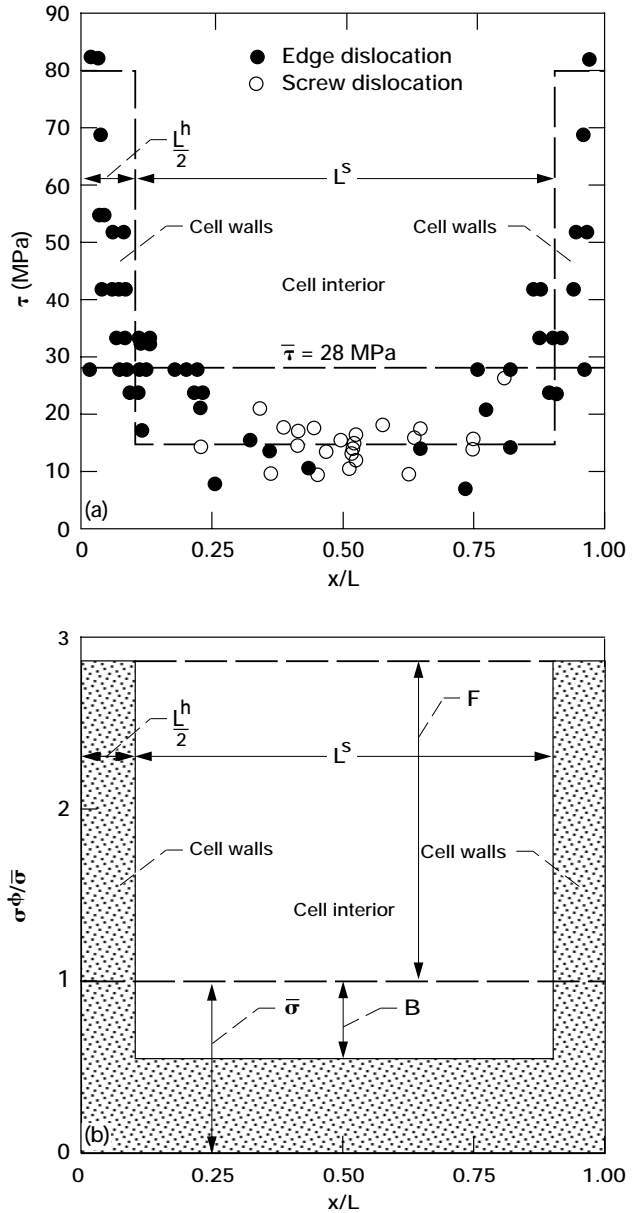 90
80
70
60
50
40
30
20
10
0
τ (MPa)
Edge dislocation
Screw dislocation
L^h/2
L^s
Cell walls
Cell walls
Cell interior
τ̅ = 28 MPa
(a)
0
0.25
0.50
0.75
1.00
x/L
3
2
1
0
σ^ϕ/σ̅
F
L^h/2
L^s
Cell walls
Cell walls
Cell interior
σ̅
B
(b)
0
0.25
0.50
0.75
1.00
x/L